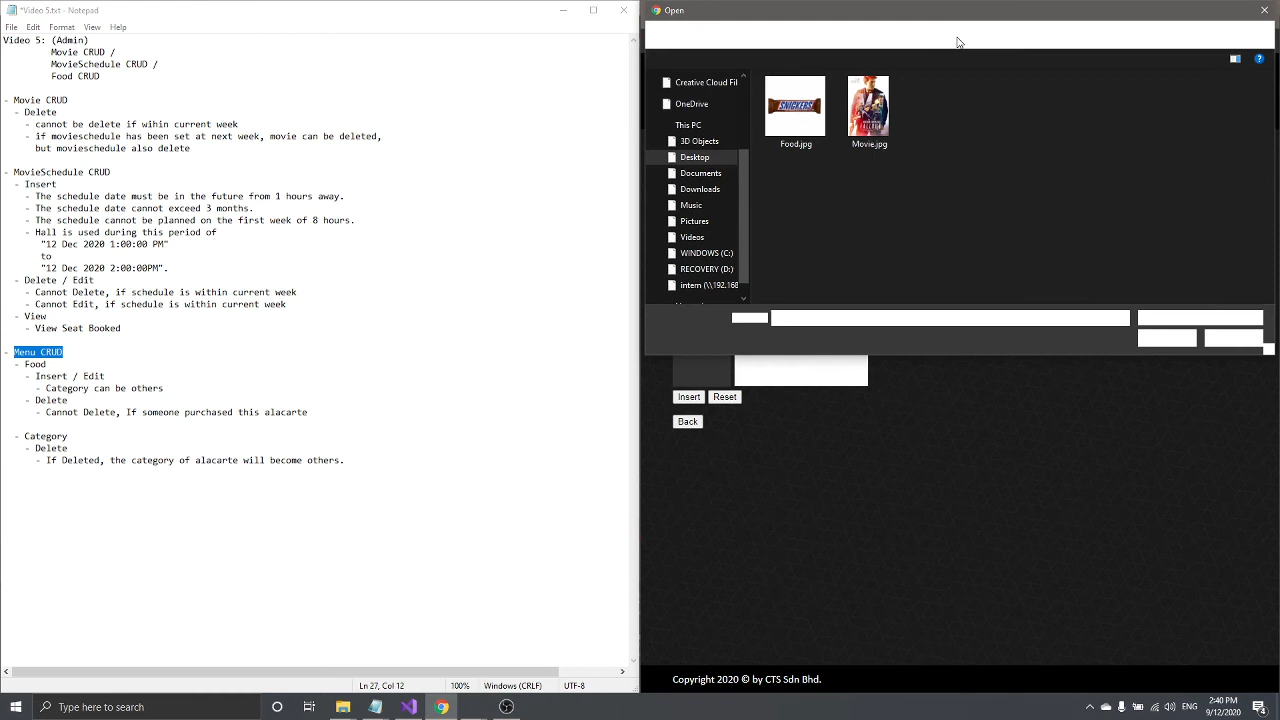 *Video 5.txt - Notepad
File Edit Format View Help
Video 5: (Admin)
Movie CRUD /
MovieSchedule CRUD /
Food CRUD
- Movie CRUD
- Delete
- cannot be delete if wihin current week
- if movieschedule has been set at next week, movie can be deleted,
but movieschedule also delete
- MovieSchedule CRUD
- Insert
- The schedule date must be in the future from 1 hours away.
- The schedule date cannot exceed 3 months.
- The schedule cannot be planned on the first week of 8 hours.
- Hall is used during this period of
"12 Dec 2020 1:00:00 PM"
to
"12 Dec 2020 2:00:00PM".
- Delete / Edit
- Cannot Delete, if schedule is within current week
- Cannot Edit, if schedule is within current week
- View
- View Seat Booked
- Menu CRUD
- Food
- Insert / Edit
- Category can be others
- Delete
- Cannot Delete, If someone purchased this alacarte
- Category
- Delete
- If Deleted, the category of alacarte will become others.
Ln 27, Col 12 100% Windows (CRLF) UTF-8
Open
Creative Cloud Fil
OneDrive
This PC
3D Objects
Desktop
Documents
Downloads
Music
Pictures
Videos
WINDOWS (C:)
RECOVERY (D:)
intern (\\192.168
SNICKERS
Food.jpg
Movie.jpg
Insert Reset
Back
Copyright 2020 © by CTS Sdn Bhd.
Type here to search
ENG
2:40 PM
9/12/2020